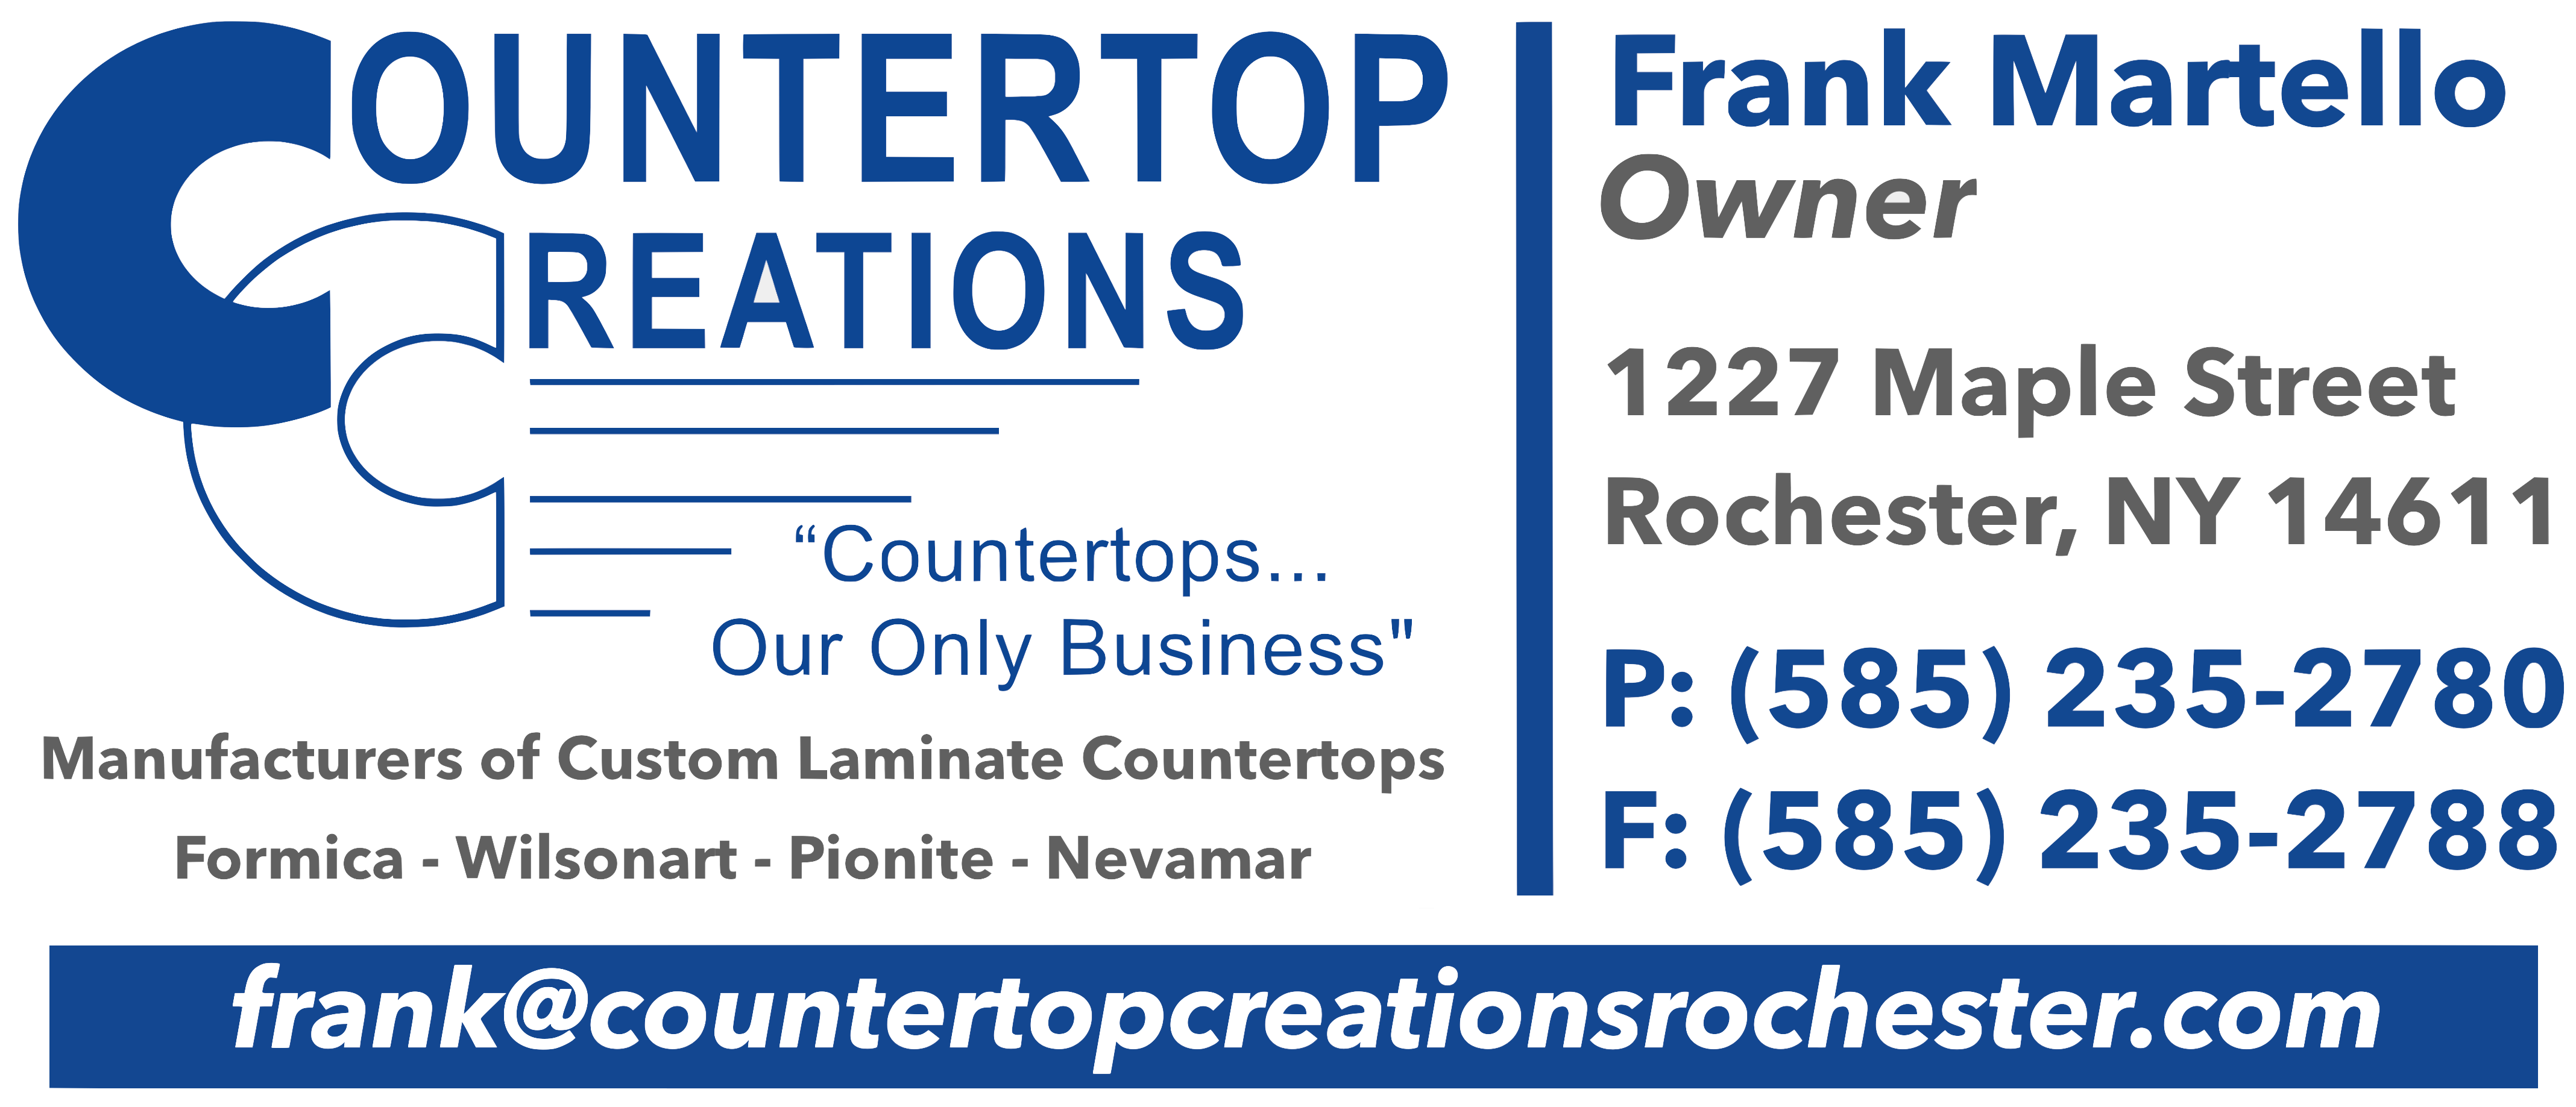 COUNTERTOP
CREATIONS
“Countertops...
Our Only Business"
Manufacturers of Custom Laminate Countertops
Formica - Wilsonart - Pionite - Nevamar
Frank Martello
Owner
1227 Maple Street
Rochester, NY 14611
P: (585) 235-2780
F: (585) 235-2788
frank@countertopcreationsrochester.com